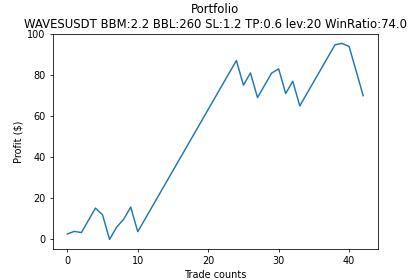 Portfolio
WAVESUSDT BBM:2.2 BBL:260 SL:1.2 TP:0.6 lev:20 WinRatio:74.0
100
80
60
40
20
0
Profit ($)
0
10
20
30
40
Trade counts